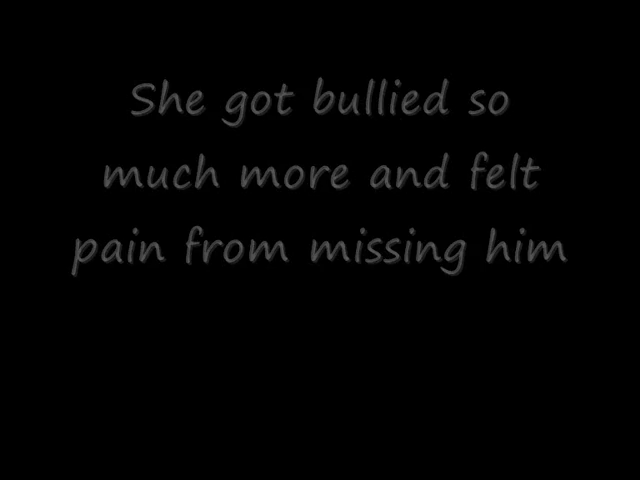 She got bullied so
much more and felt
pain from missing him